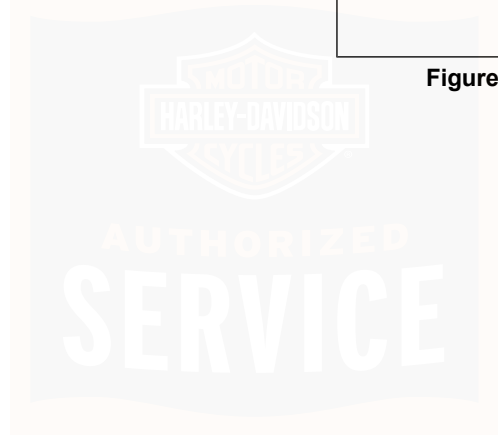 Figure
MOTOR
HARLEY-DAVIDSON
CYCLES
AUTHORIZED
SERVICE